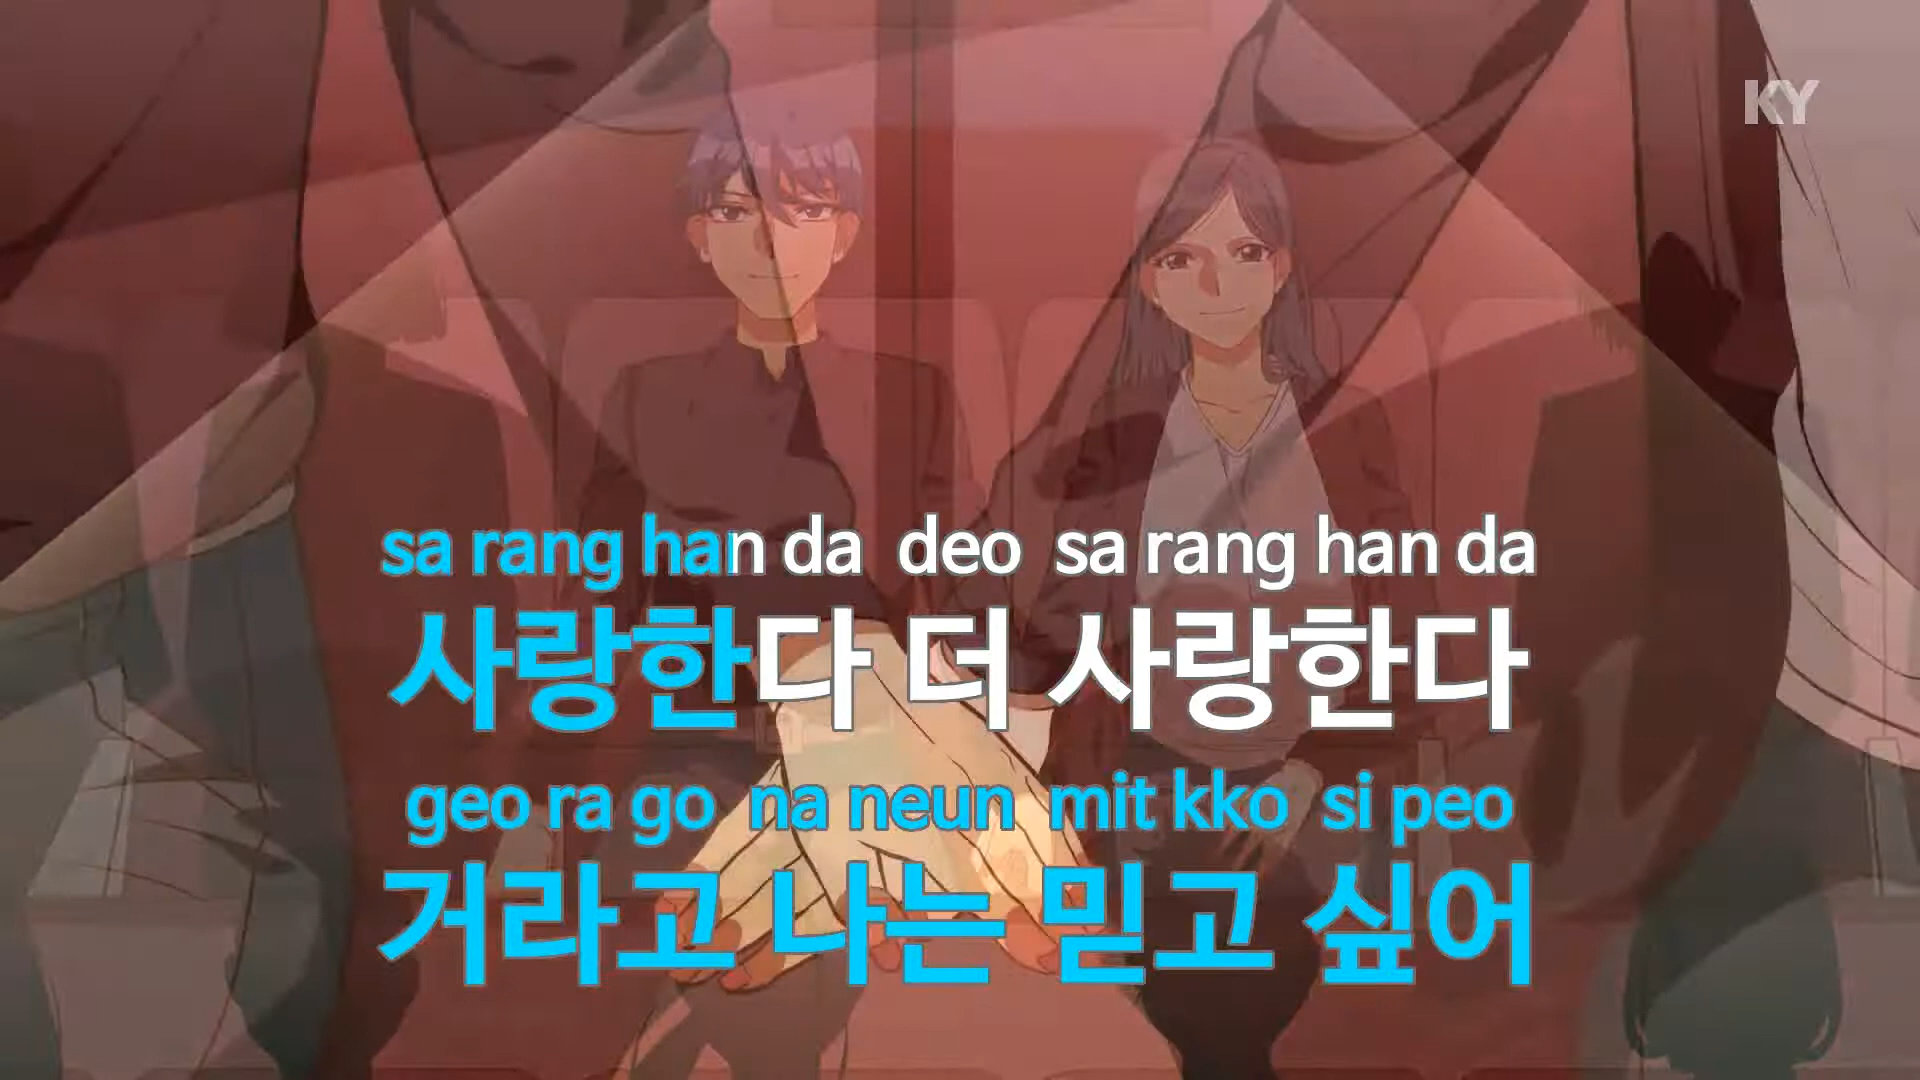 KY
sa rang han da deo sa rang han da
사랑한다 더 사랑한다
geo ra go na neun mit kko si peo
거라고 나는 믿고 싶어